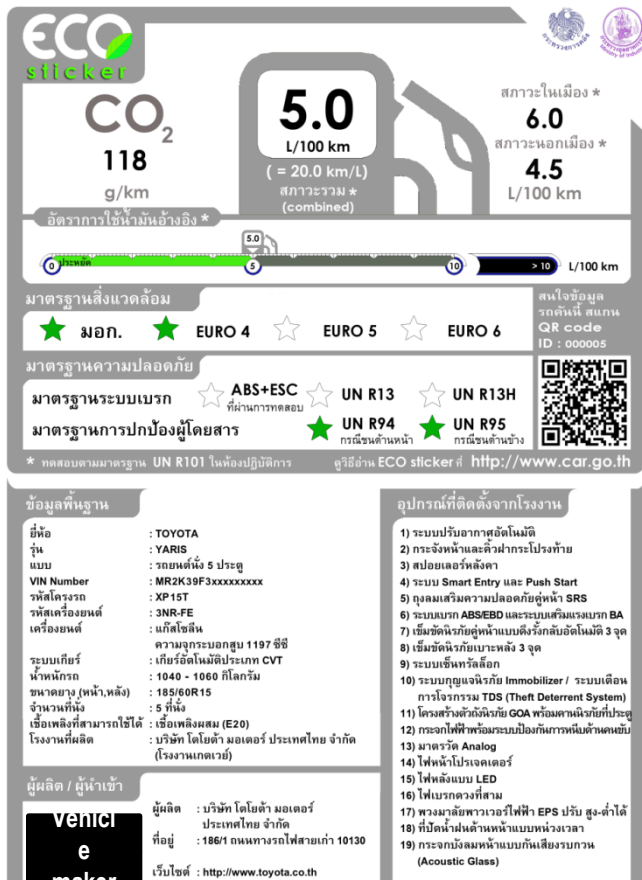 ECO
sticker
กระทรวงการคลัง
กระทรวงอุตสาหกรรม
Ministry of Industry
CO2
118
g/km
5.0
L/100 km
( = 20.0 km/L)
สภาวะรวม *
(combined)
สภาวะในเมือง *
6.0
สภาวะนอกเมือง *
4.5
L/100 km
อัตราการใช้น้ำมันอ้างอิง *
5.0
ประหยัด
0 5 10 > 10 L/100 km
มาตรฐานสิ่งแวดล้อม
มอก. EURO 4 EURO 5 EURO 6
สนใจข้อมูล
รถคันนี้ สแกน
QR code
ID : 000005
มาตรฐานความปลอดภัย
มาตรฐานระบบเบรก ABS+ESC UN R13 UN R13H
ที่ผ่านการทดสอบ
มาตรฐานการปกป้องผู้โดยสาร UN R94 UN R95
กรณีชนด้านหน้า กรณีชนด้านข้าง
* ทดสอบตามมาตรฐาน UN R101 ในห้องปฏิบัติการ ดูวิธีอ่าน ECO sticker ที่ http://www.car.go.th
ข้อมูลพื้นฐาน
ยี่ห้อ : TOYOTA
รุ่น : YARIS
แบบ : รถยนต์นั่ง 5 ประตู
VIN Number : MR2K39F3xxxxxxxxx
รหัสโครงรถ : XP15T
รหัสเครื่องยนต์ : 3NR-FE
เครื่องยนต์ : แก๊สโซลีน
ความจุกระบอกสูบ 1197 ซีซี
ระบบเกียร์ : เกียร์อัตโนมัติประเภท CVT
น้ำหนักรถ : 1040 - 1060 กิโลกรัม
ขนาดยาง (หน้า,หลัง) : 185/60R15
จำนวนที่นั่ง : 5 ที่นั่ง
เชื้อเพลิงที่สามารถใช้ได้ : เชื้อเพลิงผสม (E20)
โรงงานที่ผลิต : บริษัท โตโยต้า มอเตอร์ ประเทศไทย จำกัด
(โรงงานเกตเวย์)
ผู้ผลิต / ผู้นำเข้า
Vehicl
e
maker
ผู้ผลิต : บริษัท โตโยต้า มอเตอร์
ประเทศไทย จำกัด
ที่อยู่ : 186/1 ถนนทางรถไฟสายเก่า 10130
เว็บไซต์ : http://www.toyota.co.th
อุปกรณ์ที่ติดตั้งจากโรงงาน
1) ระบบปรับอากาศอัตโนมัติ
2) กระจังหน้าและคิ้วฝากระโปรงท้าย
3) สปอยเลอร์หลังคา
4) ระบบ Smart Entry และ Push Start
5) ถุงลมเสริมความปลอดภัยคู่หน้า SRS
6) ระบบเบรก ABS/EBD และระบบเสริมแรงเบรก BA
7) เข็มขัดนิรภัยคู่หน้าแบบดึงรั้งกลับอัตโนมัติ 3 จุด
8) เข็มขัดนิรภัยเบาะหลัง 3 จุด
9) ระบบเซ็นทรัลล็อก
10) ระบบกุญแจนิรภัย Immobilizer / ระบบเตือน
การโจรกรรม TDS (Theft Deterrent System)
11) โครงสร้างตัวถังนิรภัย GOA พร้อมคานนิรภัยที่ประตู
12) กระจกไฟฟ้าพร้อมระบบป้องกันการหนีบด้านคนขับ
13) มาตรวัด Analog
14) ไฟหน้าโปรเจคเตอร์
15) ไฟหลังแบบ LED
16) ไฟเบรกดวงที่สาม
17) พวงมาลัยพาวเวอร์ไฟฟ้า EPS ปรับ สูง-ต่ำได้
18) ที่ปัดน้ำฝนด้านหน้าแบบหน่วงเวลา
19) กระจกบังลมหน้าแบบกันเสียงรบกวน
(Acoustic Glass)